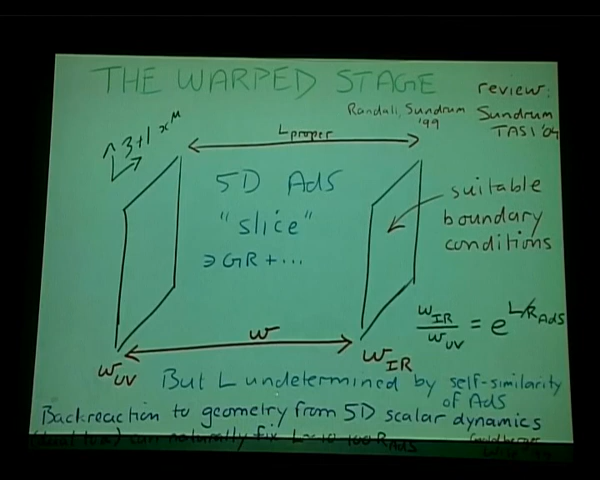 THE WARPED STAGE
review:
Randall, Sundrum '99
Sundrum
TASI '04
3+1 x^μ
L proper
5D AdS
"slice"
∋ GR + ...
suitable
boundary
conditions
w_IR / w_UV = e^{L/R_AdS}
w
w_UV
w_IR
But L undetermined by self-similarity
of AdS
Backreaction to geometry from 5D scalar dynamics
can naturally fix L ~ 10-100 R_AdS